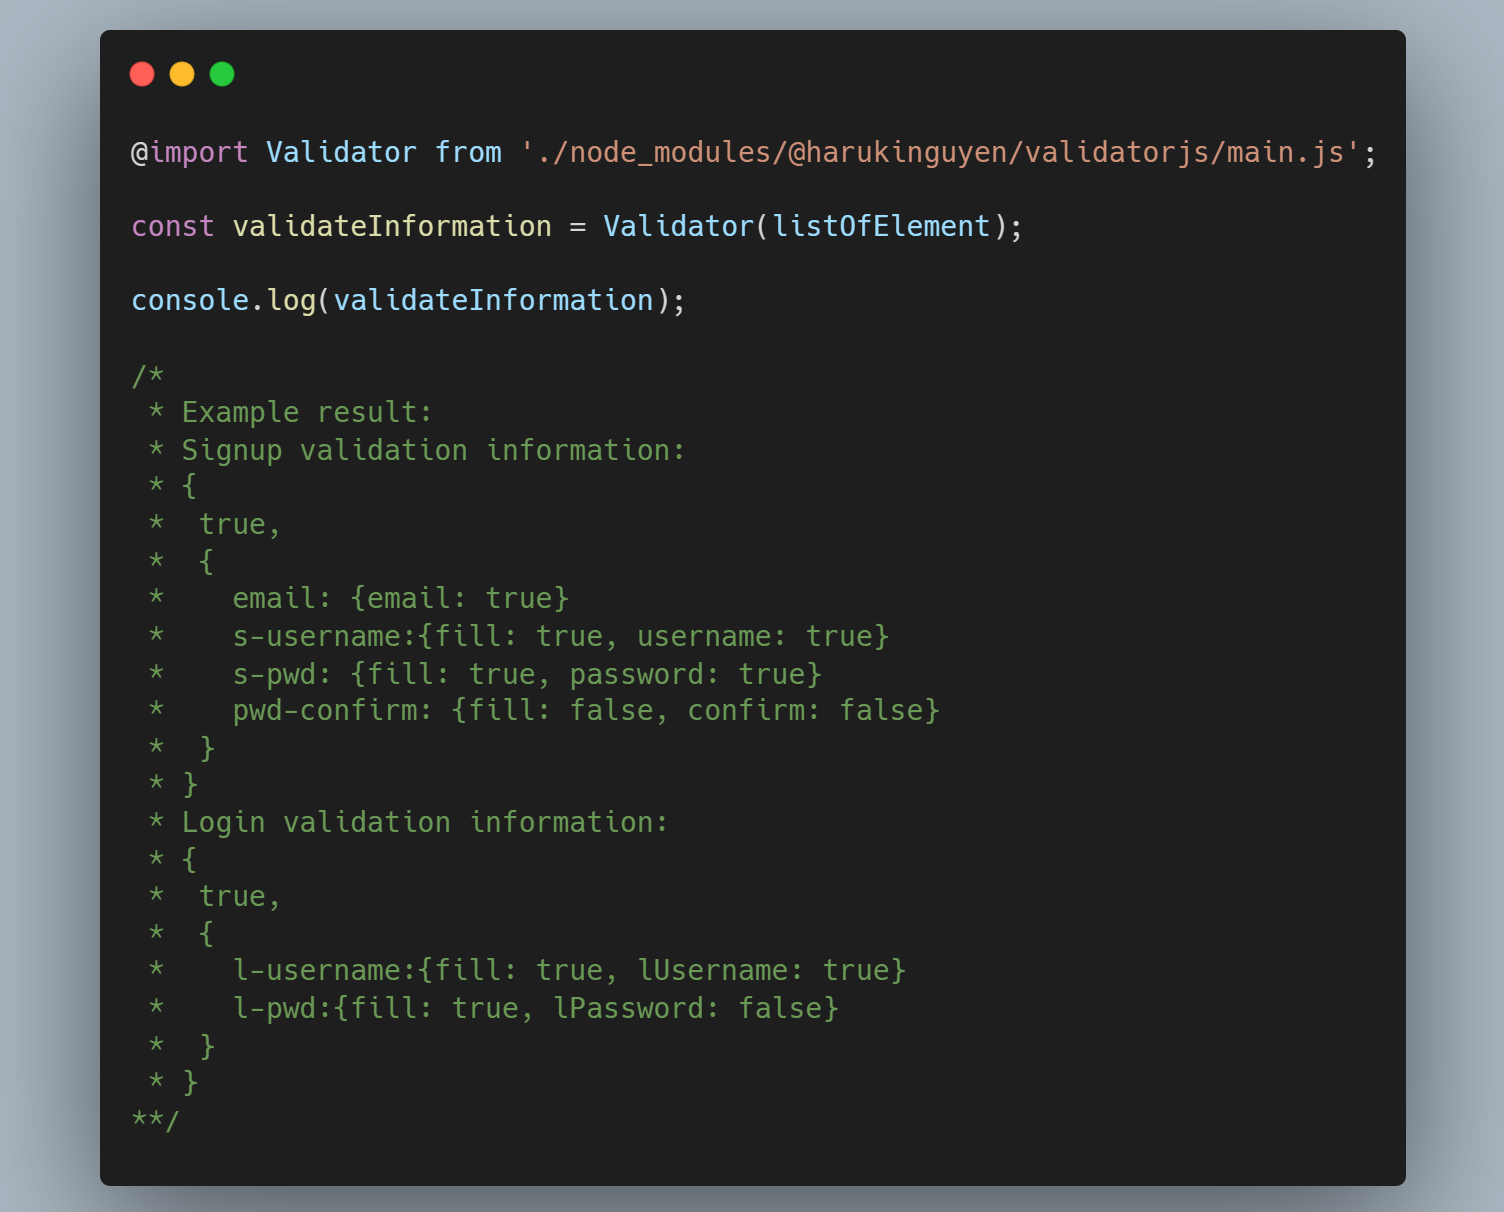 @import Validator from './node_modules/@harukinguyen/validatorjs/main.js';

const validateInformation = Validator(listOfElement);

console.log(validateInformation);

/*
 * Example result:
 * Signup validation information:
 * {
 *  true,
 *  {
 *    email: {email: true}
 *    s-username:{fill: true, username: true}
 *    s-pwd: {fill: true, password: true}
 *    pwd-confirm: {fill: false, confirm: false}
 *  }
 * }
 * Login validation information:
 * {
 *  true,
 *  {
 *    l-username:{fill: true, lUsername: true}
 *    l-pwd:{fill: true, lPassword: false}
 *  }
 * }
**/